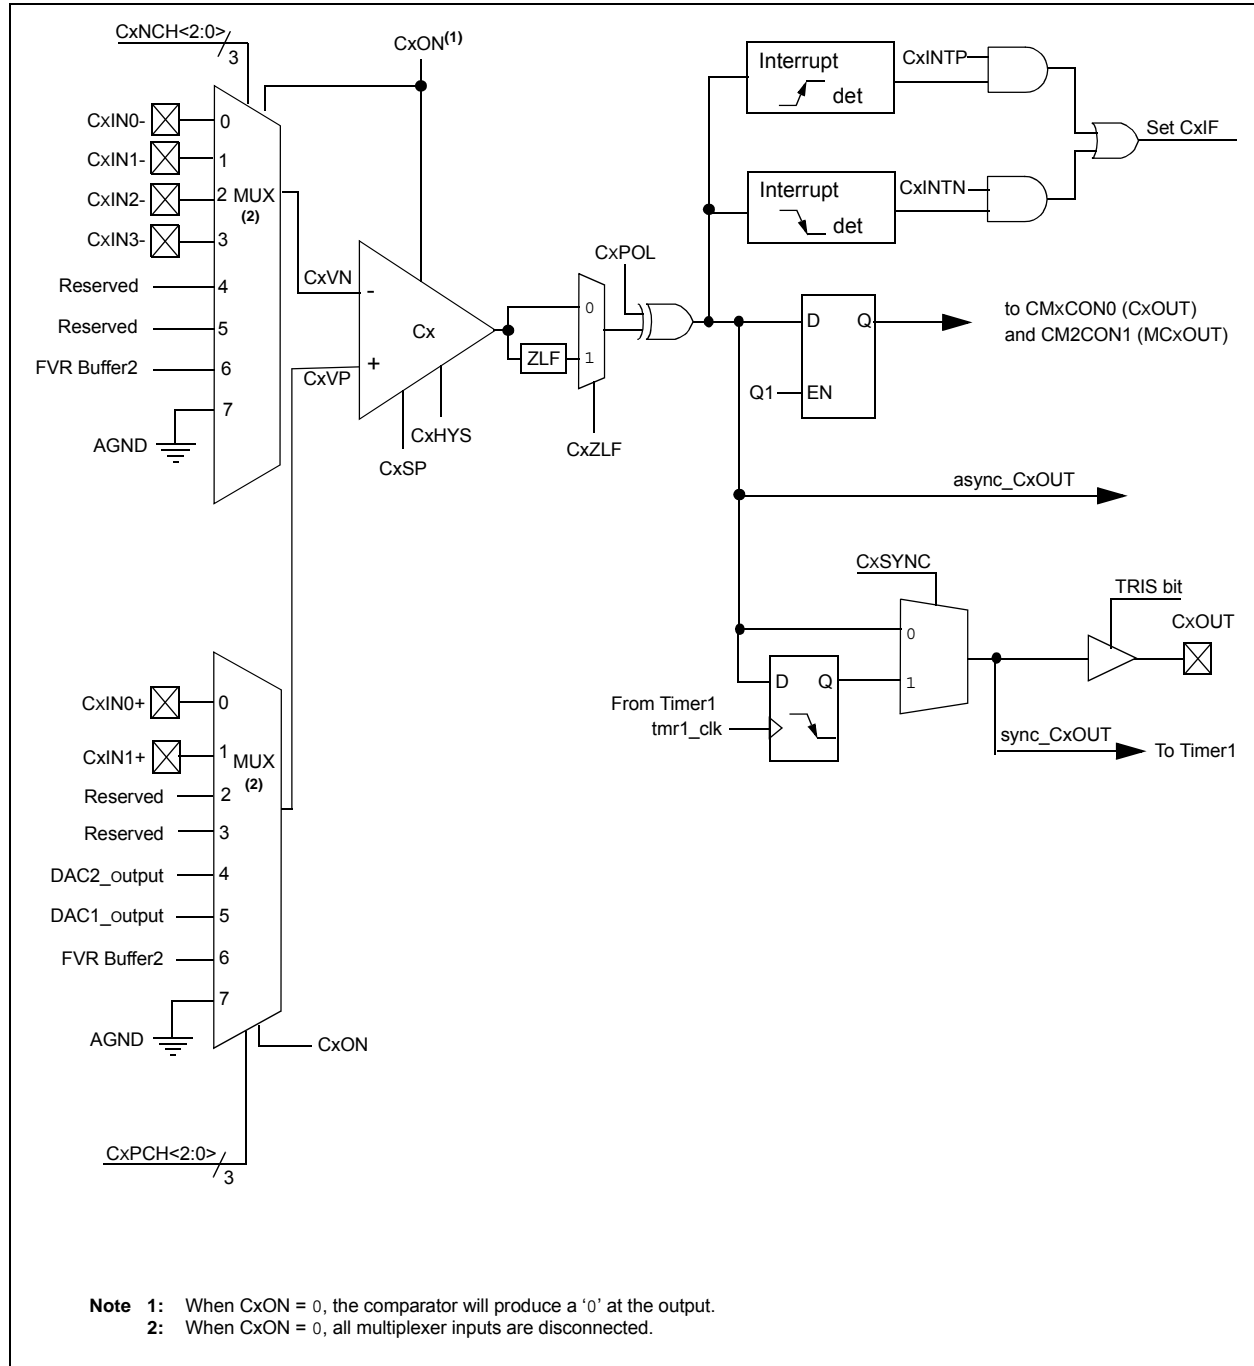 CxNCH<2:0>
3
CxON(1)
CxIN0-
0
CxIN1-
1
CxIN2-
2
MUX
(2)
CxIN3-
3
Reserved
4
Reserved
5
FVR Buffer2
6
7
AGND
CxVN
-
Cx
+
CxVP
CxHYS
CxSP
0
ZLF
1
CxZLF
CxPOL
Interrupt
det
CxINTP
Interrupt
det
CxINTN
Set CxIF
D
Q
Q1
EN
to CMxCON0 (CxOUT)
and CM2CON1 (MCxOUT)
async_CxOUT
CxSYNC
0
1
D
Q
From Timer1
tmr1_clk
TRIS bit
CxOUT
sync_CxOUT
To Timer1
CxIN0+
0
CxIN1+
1
MUX
(2)
Reserved
2
Reserved
3
DAC2_output
4
DAC1_output
5
FVR Buffer2
6
7
AGND
CxON
CxPCH<2:0>
3
Note 1: When CxON = 0, the comparator will produce a ‘0’ at the output.
2: When CxON = 0, all multiplexer inputs are disconnected.